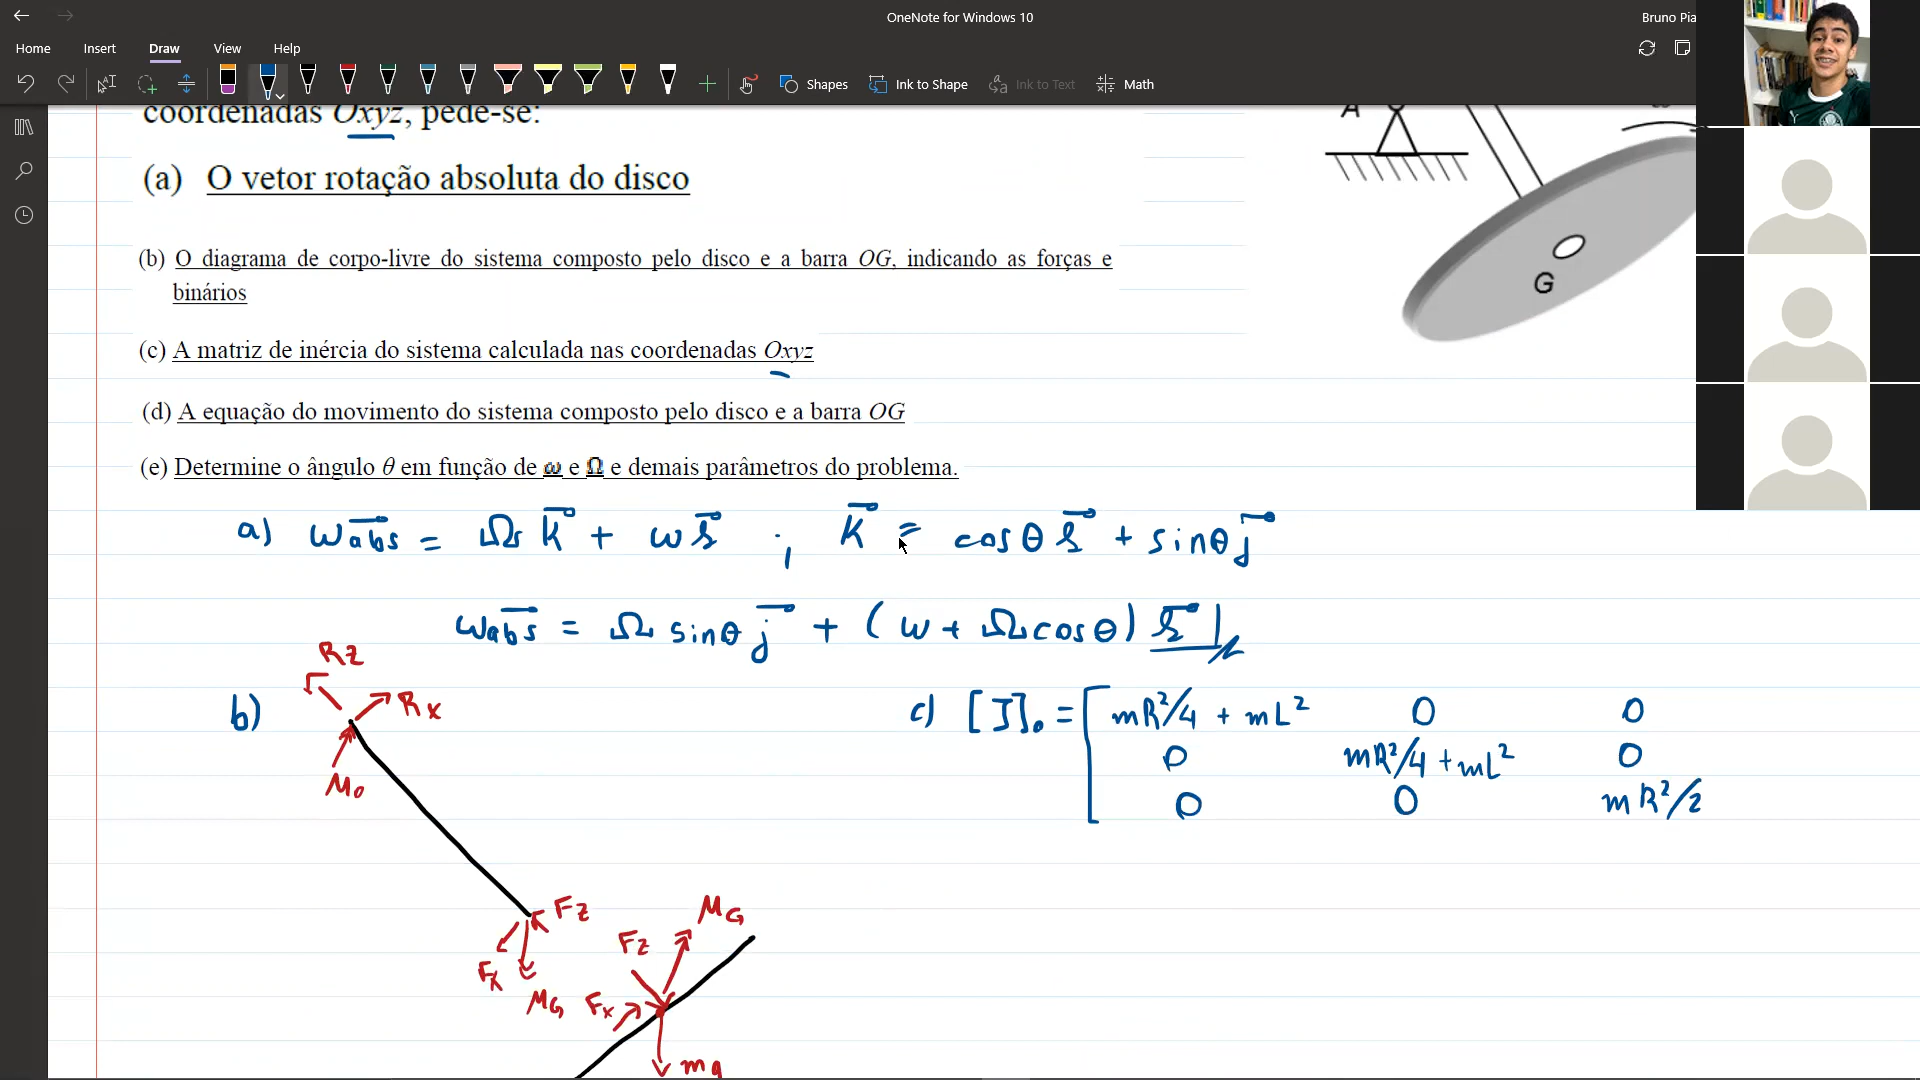 OneNote for Windows 10
Bruno Pia
Home Insert Draw View Help
Shapes Ink to Shape Ink to Text Math
coordenadas Oxyz, pede-se:
(a) O vetor rotação absoluta do disco
(b) O diagrama de corpo-livre do sistema composto pelo disco e a barra OG, indicando as forças e
binários
(c) A matriz de inércia do sistema calculada nas coordenadas Oxyz
(d) A equação do movimento do sistema composto pelo disco e a barra OG
(e) Determine o ângulo θ em função de ω e Ω e demais parâmetros do problema.
A
G
a) ωabs = Ω K + ω k ; K = cosθ k + sinθ j
ωabs = Ω sinθ j + (ω + Ω cosθ) k
b)
Rz
Rx
Mo
Fz
Fx
MG
MG
Fz
Fx
mg
c) [J]o = [ mR²/4 + mL² 0 0
0 mR²/4 + mL² 0
0 0 mR²/2